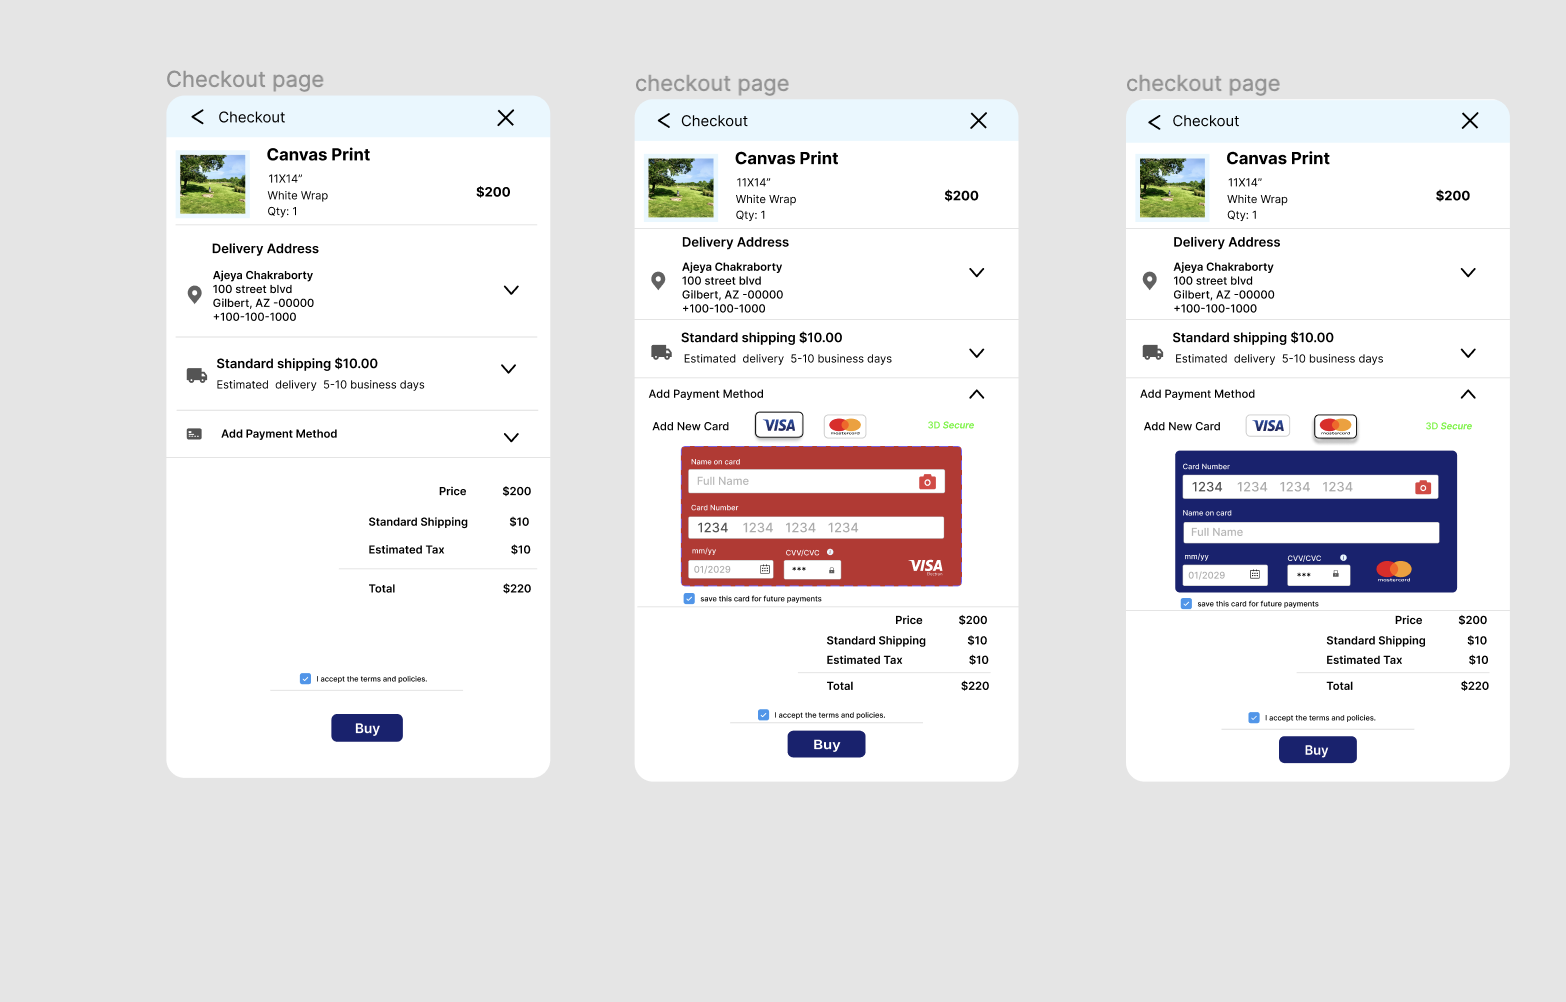 Checkout page
Checkout
Canvas Print
11X14”
White Wrap
Qty: 1
$200
Delivery Address
Ajeya Chakraborty
100 street blvd
Gilbert, AZ -00000
+100-100-1000
Standard shipping $10.00
Estimated delivery 5-10 business days
Add Payment Method
Price $200
Standard Shipping $10
Estimated Tax $10
Total $220
I accept the terms and policies.
Buy
checkout page
Checkout
Canvas Print
11X14”
White Wrap
Qty: 1
$200
Delivery Address
Ajeya Chakraborty
100 street blvd
Gilbert, AZ -00000
+100-100-1000
Standard shipping $10.00
Estimated delivery 5-10 business days
Add Payment Method
Add New Card VISA mastercard 3D Secure
Name on card
Full Name
Card Number
1234 1234 1234 1234
mm/yy CVV/CVC
01/2029 *** VISA
Electron
save this card for future payments
Price $200
Standard Shipping $10
Estimated Tax $10
Total $220
I accept the terms and policies.
Buy
checkout page
Checkout
Canvas Print
11X14”
White Wrap
Qty: 1
$200
Delivery Address
Ajeya Chakraborty
100 street blvd
Gilbert, AZ -00000
+100-100-1000
Standard shipping $10.00
Estimated delivery 5-10 business days
Add Payment Method
Add New Card VISA mastercard 3D Secure
Card Number
1234 1234 1234 1234
Name on card
Full Name
mm/yy CVV/CVC
01/2029 *** mastercard
save this card for future payments
Price $200
Standard Shipping $10
Estimated Tax $10
Total $220
I accept the terms and policies.
Buy